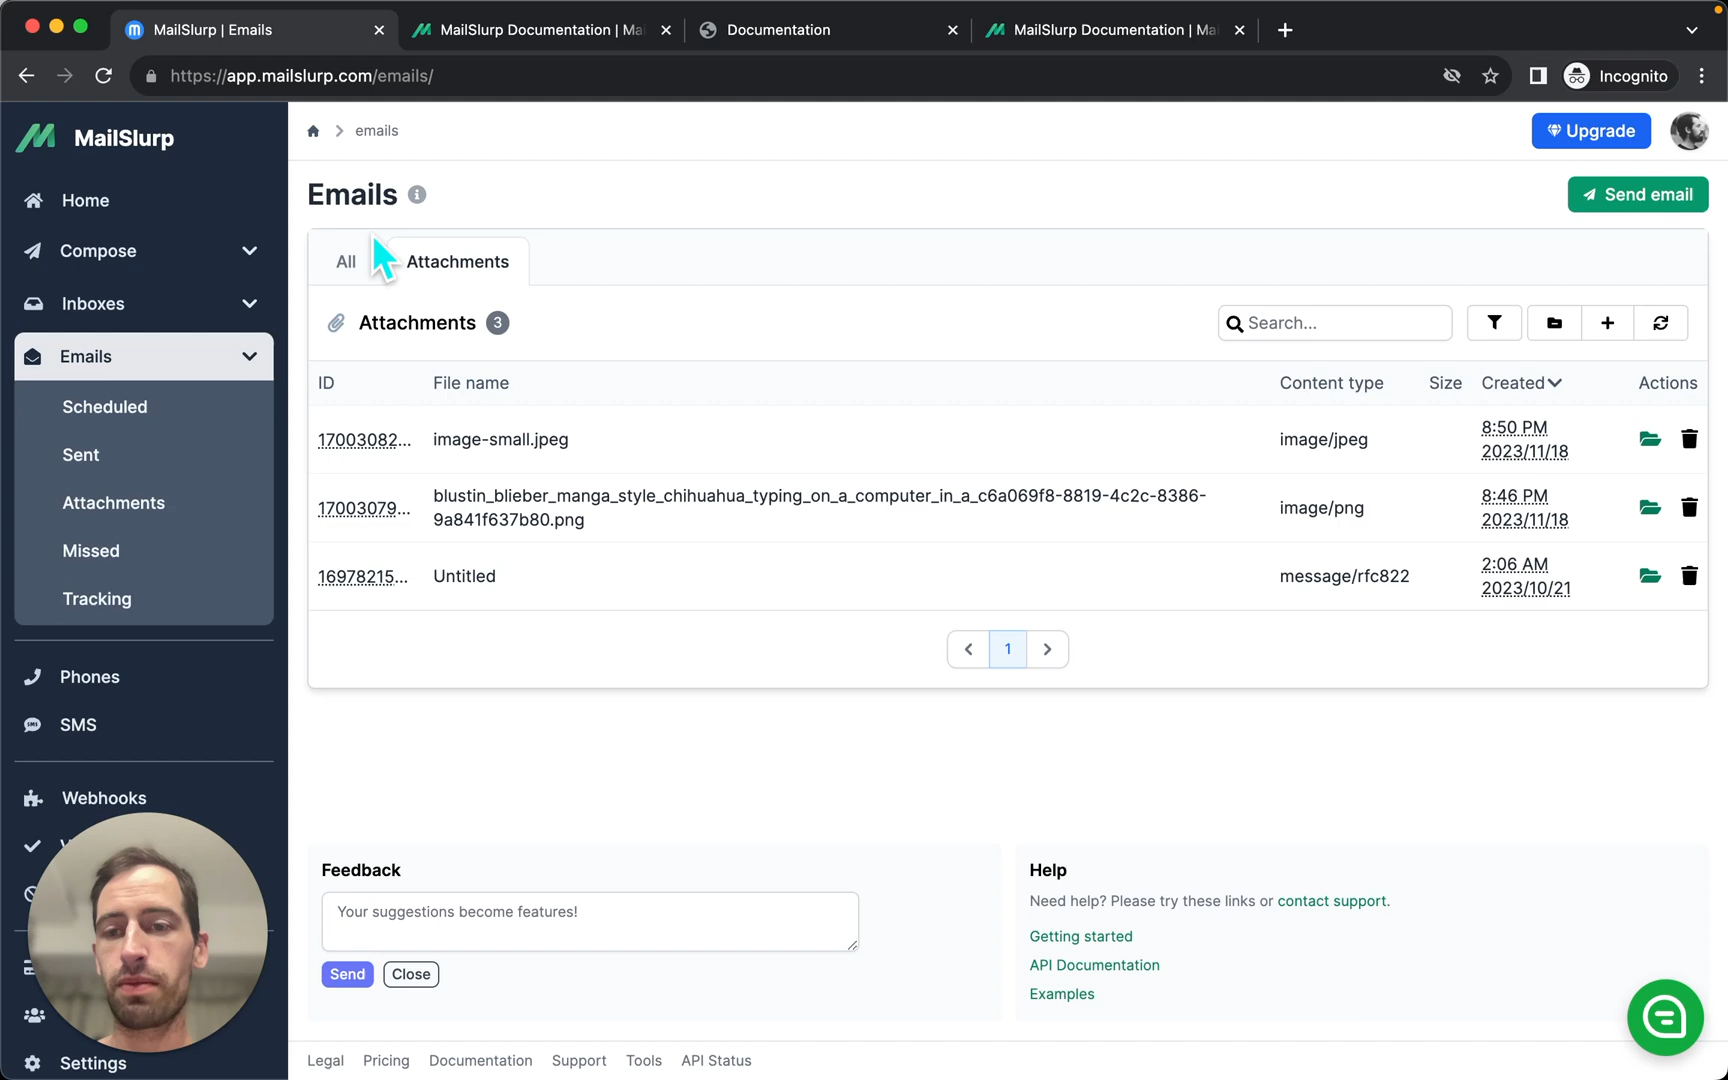 MailSlurp | Emails
MailSlurp Documentation | Ma
Documentation
MailSlurp Documentation | Ma
https://app.mailslurp.com/emails/
Incognito
MailSlurp
Home
Compose
Inboxes
Emails
Scheduled
Sent
Attachments
Missed
Tracking
Phones
SMS
Webhooks
Settings
emails
Upgrade
Emails
Send email
All
Attachments
Attachments 3
Search...
ID File name Content type Size Created Actions
17003082... image-small.jpeg image/jpeg 8:50 PM
2023/11/18
17003079... blustin_blieber_manga_style_chihuahua_typing_on_a_computer_in_a_c6a069f8-8819-4c2c-8386-
9a841f637b80.png image/png 8:46 PM
2023/11/18
16978215... Untitled message/rfc822 2:06 AM
2023/10/21
1
Feedback
Your suggestions become features!
Send Close
Help
Need help? Please try these links or contact support.
Getting started
API Documentation
Examples
Legal Pricing Documentation Support Tools API Status